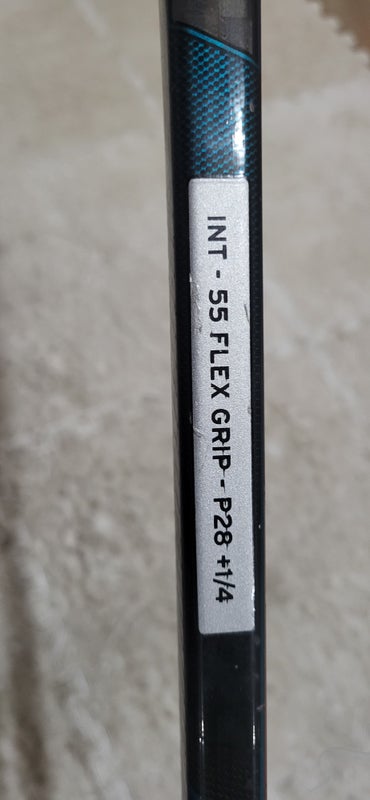 INT - 55 FLEX GRIP - P28 +1/4